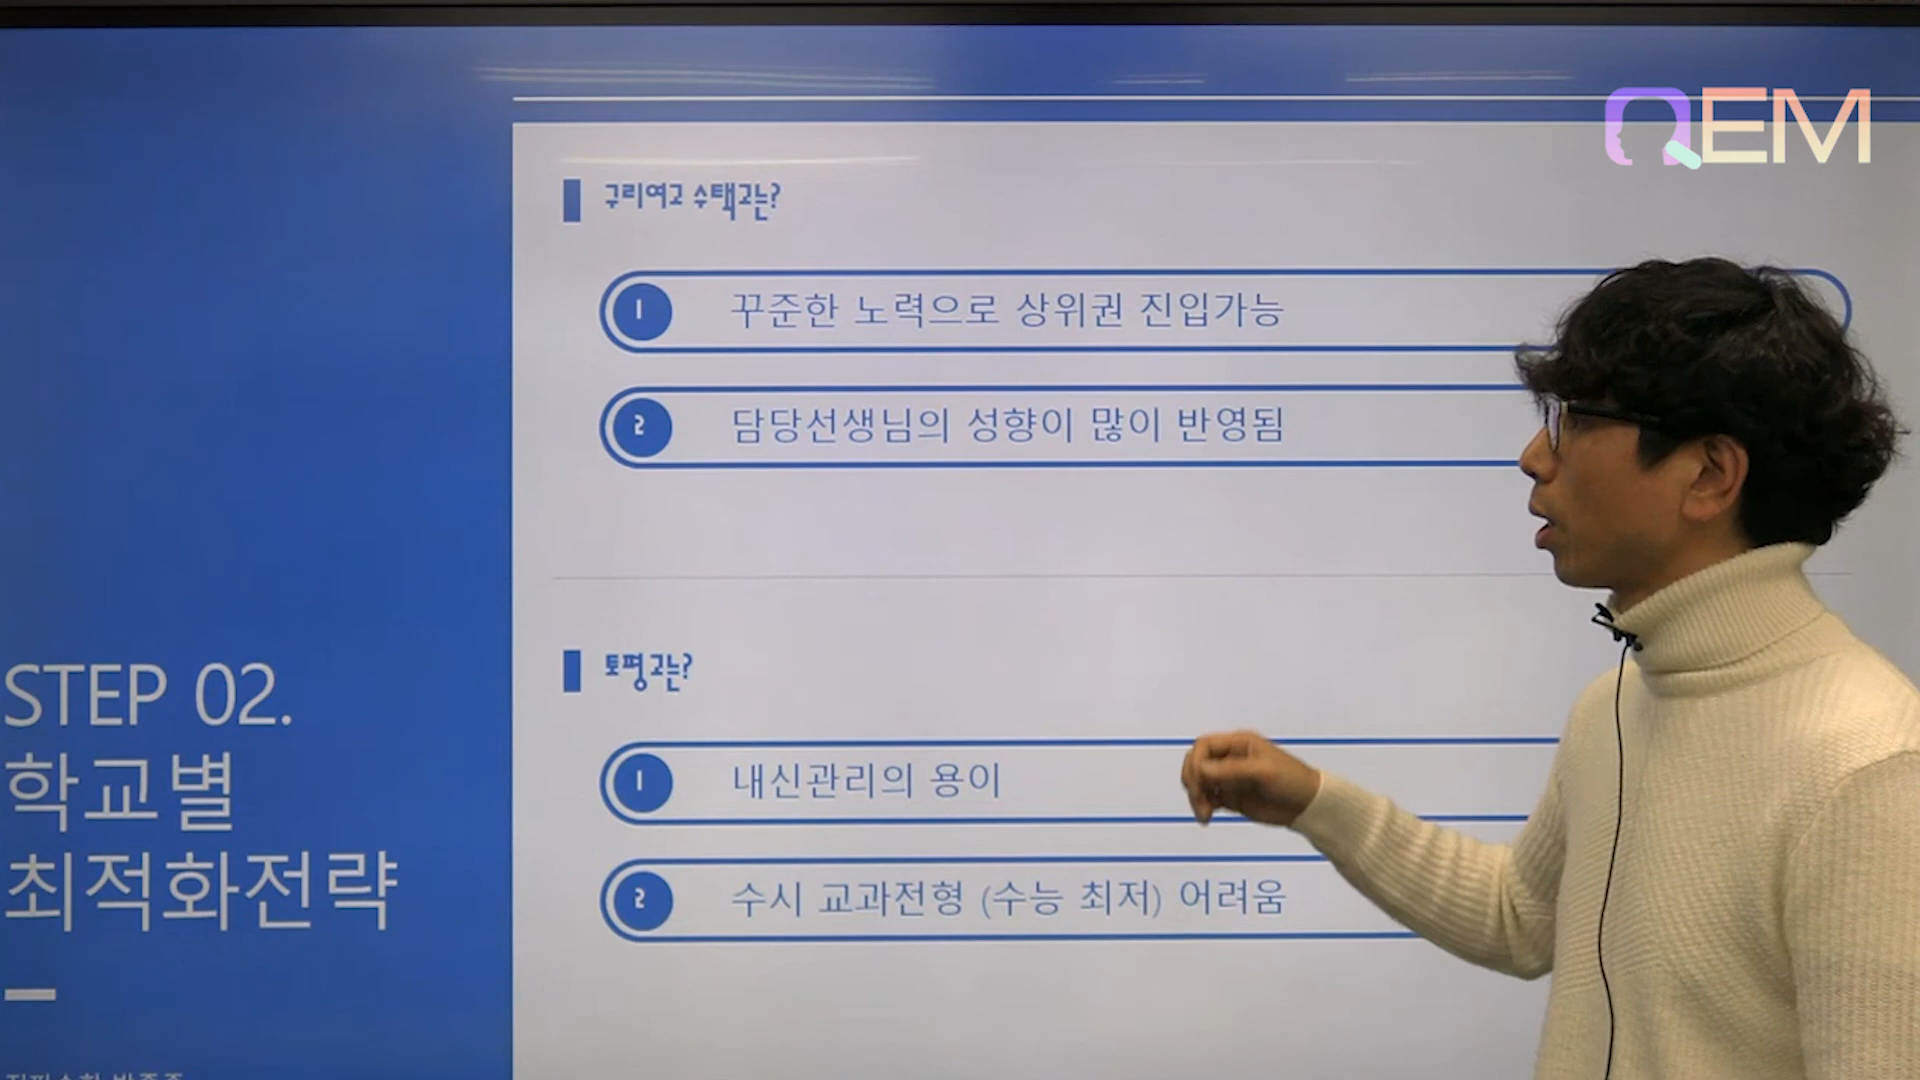 QEM
구리여고 수택고는?
1 꾸준한 노력으로 상위권 진입가능
2 담당선생님의 성향이 많이 반영됨
토평고는?
1 내신관리의 용이
2 수시 교과전형 (수능 최저) 어려움
STEP 02.
학교별
최적화전략